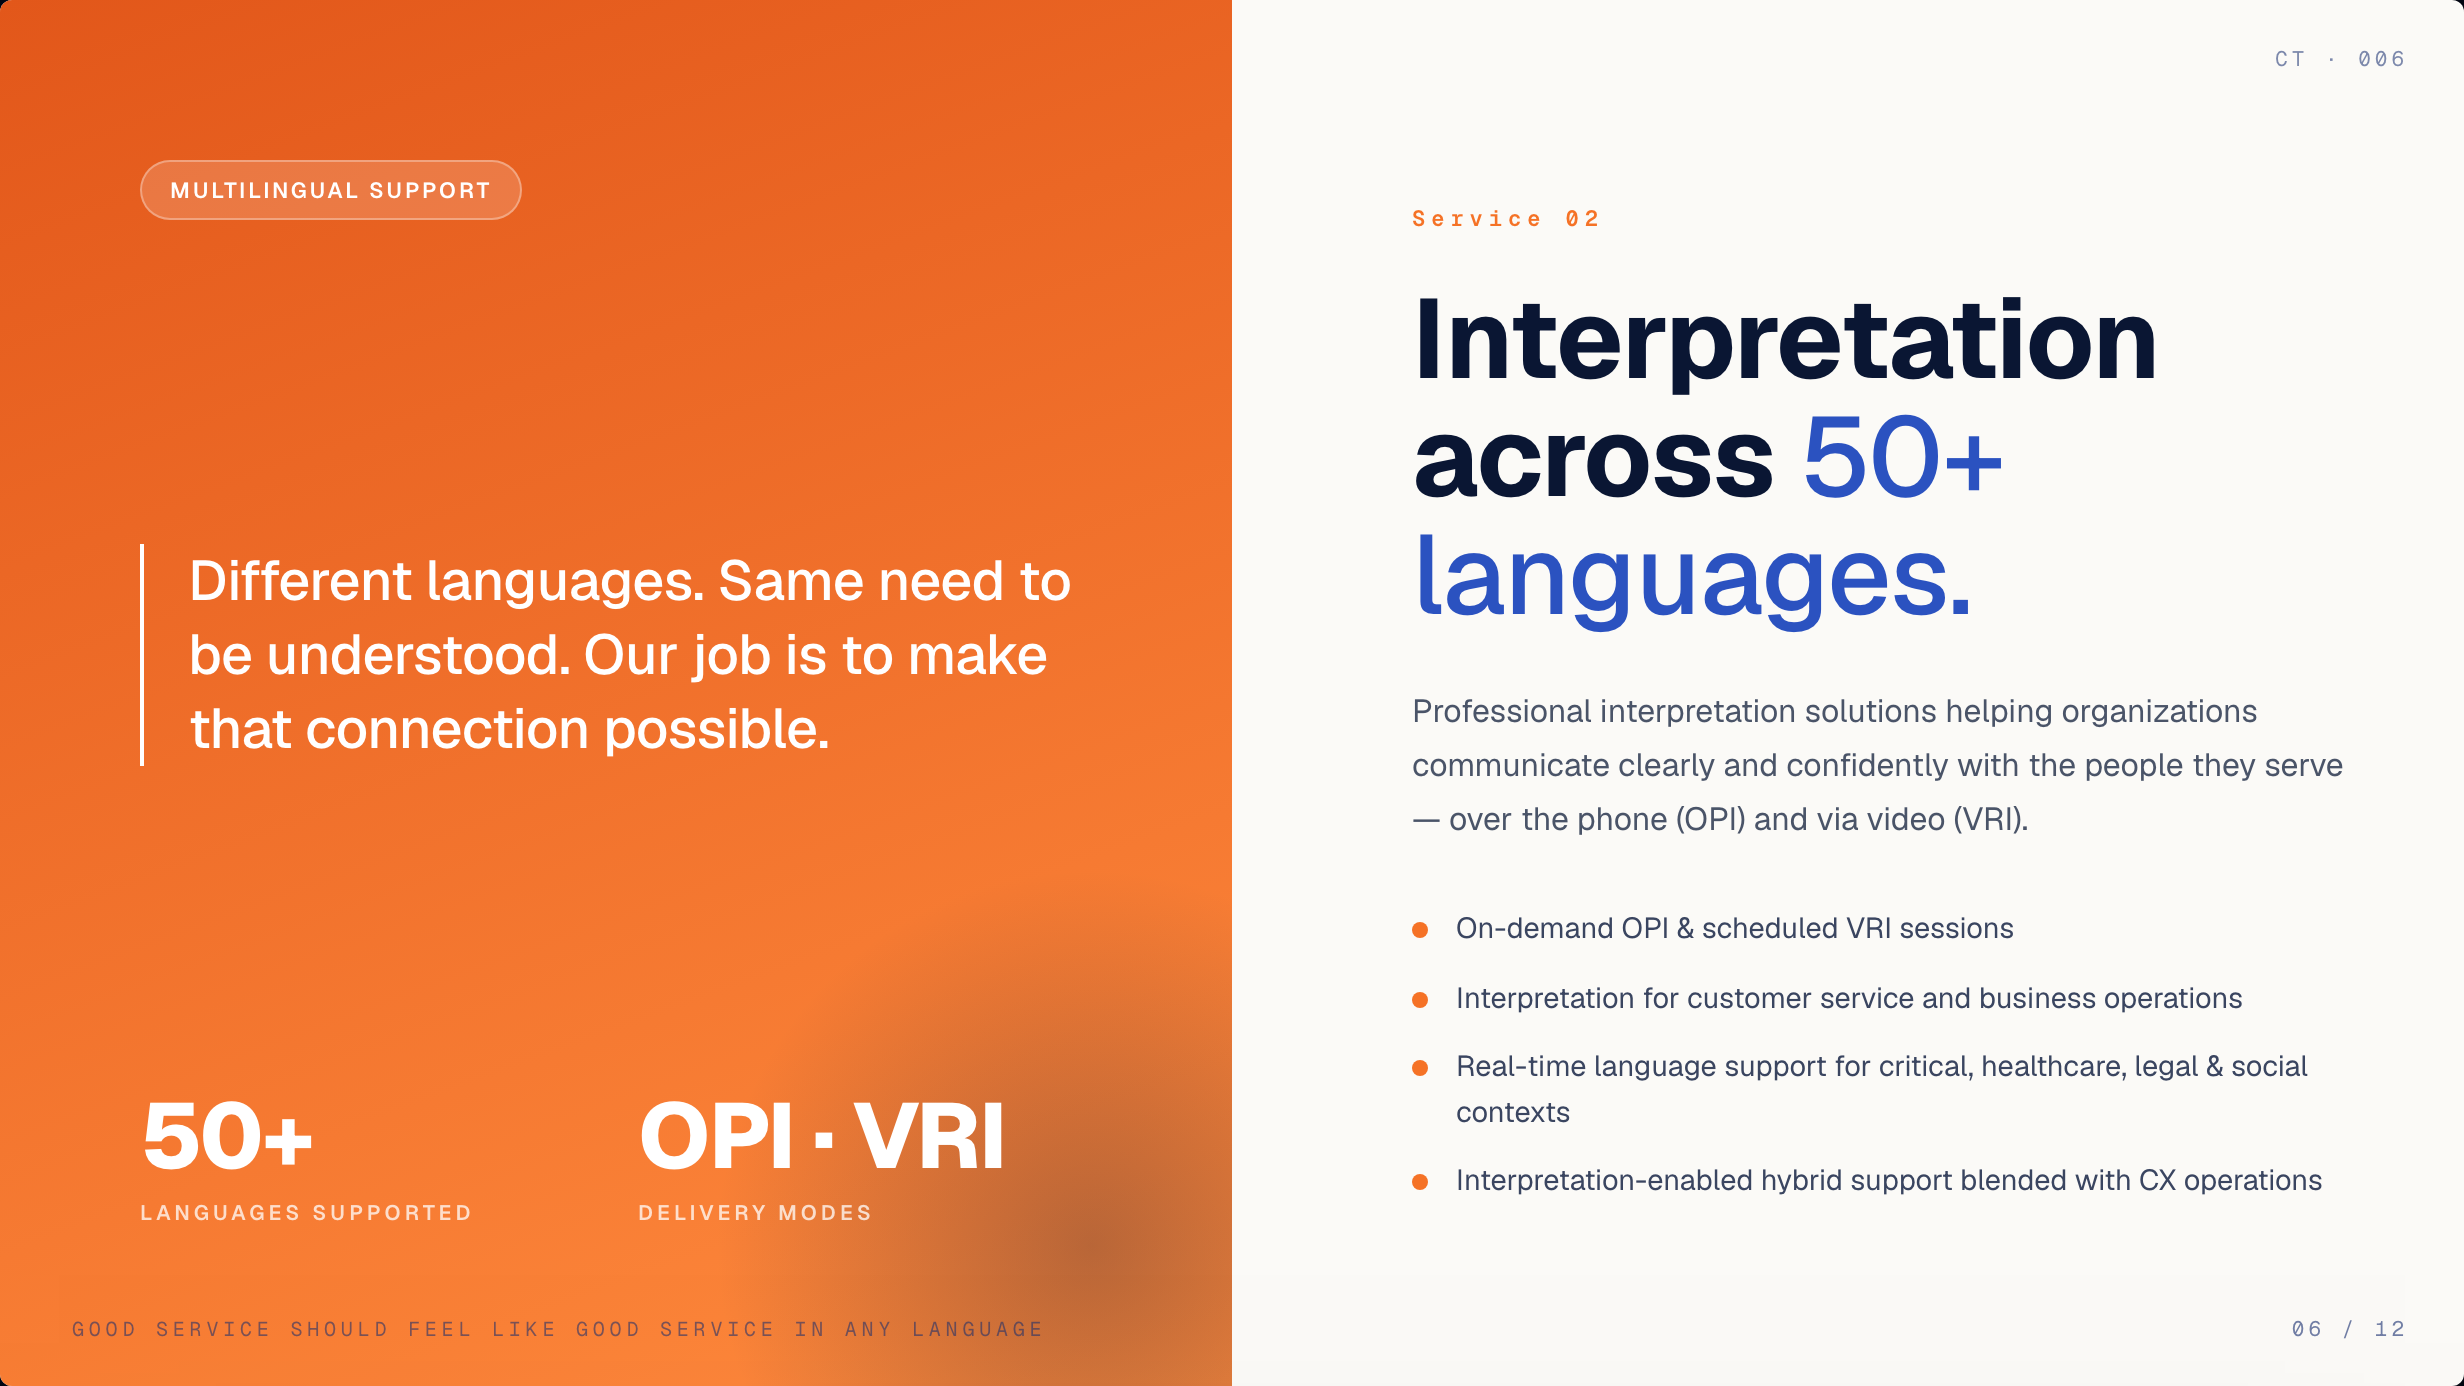 MULTILINGUAL SUPPORT
Different languages. Same need to
be understood. Our job is to make
that connection possible.
50+
LANGUAGES SUPPORTED
OPI · VRI
DELIVERY MODES
GOOD SERVICE SHOULD FEEL LIKE GOOD SERVICE IN ANY LANGUAGE
CT · 006
Service 02
Interpretation
across 50+
languages.
Professional interpretation solutions helping organizations
communicate clearly and confidently with the people they serve
— over the phone (OPI) and via video (VRI).
On-demand OPI & scheduled VRI sessions
Interpretation for customer service and business operations
Real-time language support for critical, healthcare, legal & social
contexts
Interpretation-enabled hybrid support blended with CX operations
06 / 12